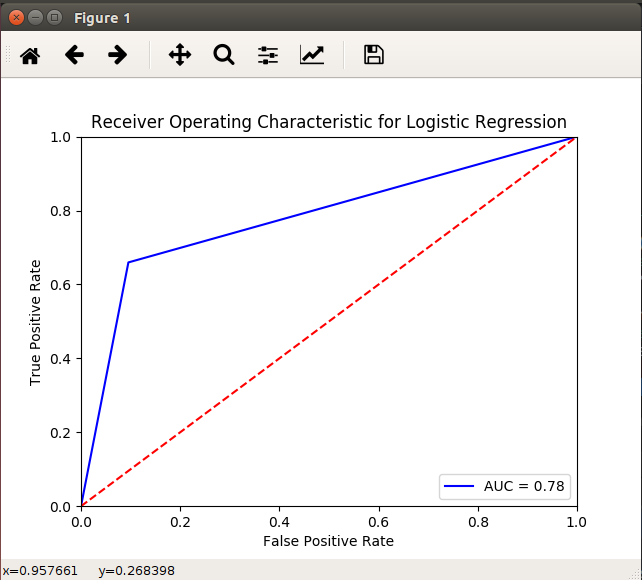 Figure 1
Receiver Operating Characteristic for Logistic Regression
1.0
0.8
0.6
0.4
0.2
0.0
True Positive Rate
AUC = 0.78
0.0 0.2 0.4 0.6 0.8 1.0
False Positive Rate
x=0.957661 y=0.268398